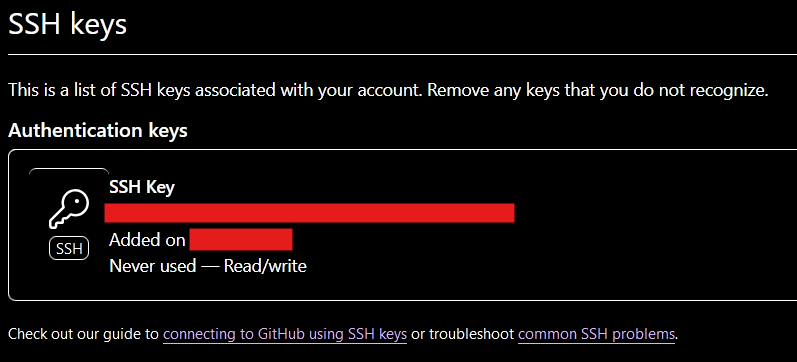 SSH keys
This is a list of SSH keys associated with your account. Remove any keys that you do not recognize.
Authentication keys
SSH Key
Added on
SSH
Never used — Read/write
Check out our guide to connecting to GitHub using SSH keys or troubleshoot common SSH problems.